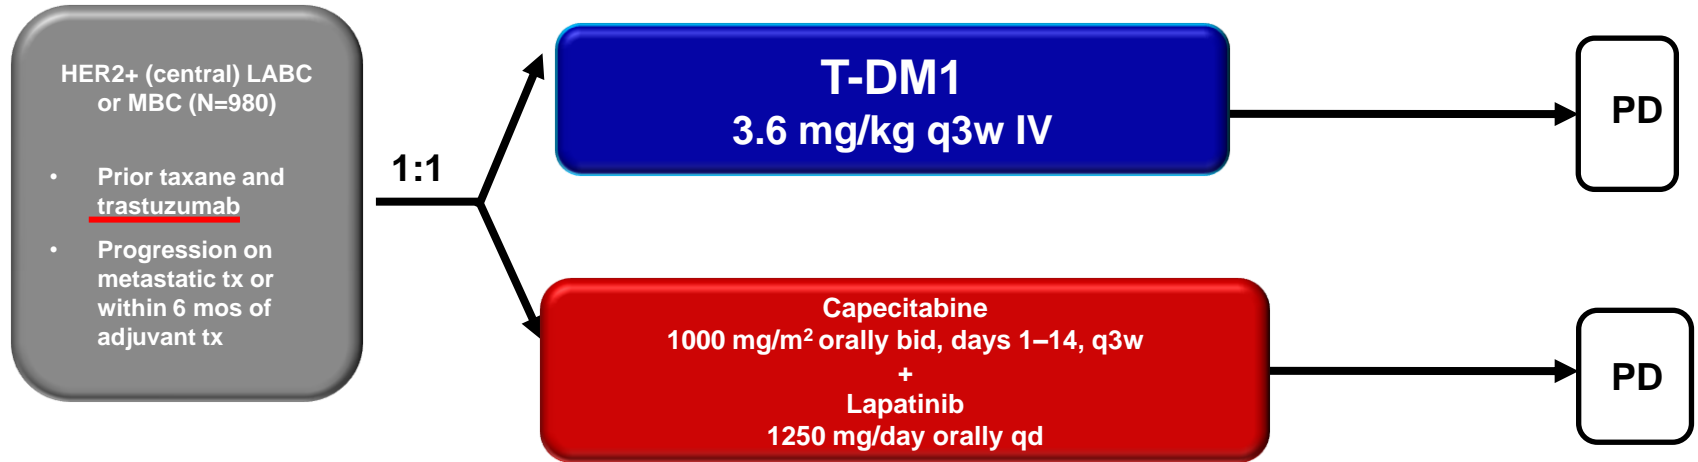 HER2+ (central) LABC
or MBC (N=980)
• Prior taxane and
trastuzumab
• Progression on
metastatic tx or
within 6 mos of
adjuvant tx
1:1
T-DM1
3.6 mg/kg q3w IV
PD
Capecitabine
1000 mg/m² orally bid, days 1–14, q3w
+
Lapatinib
1250 mg/day orally qd
PD